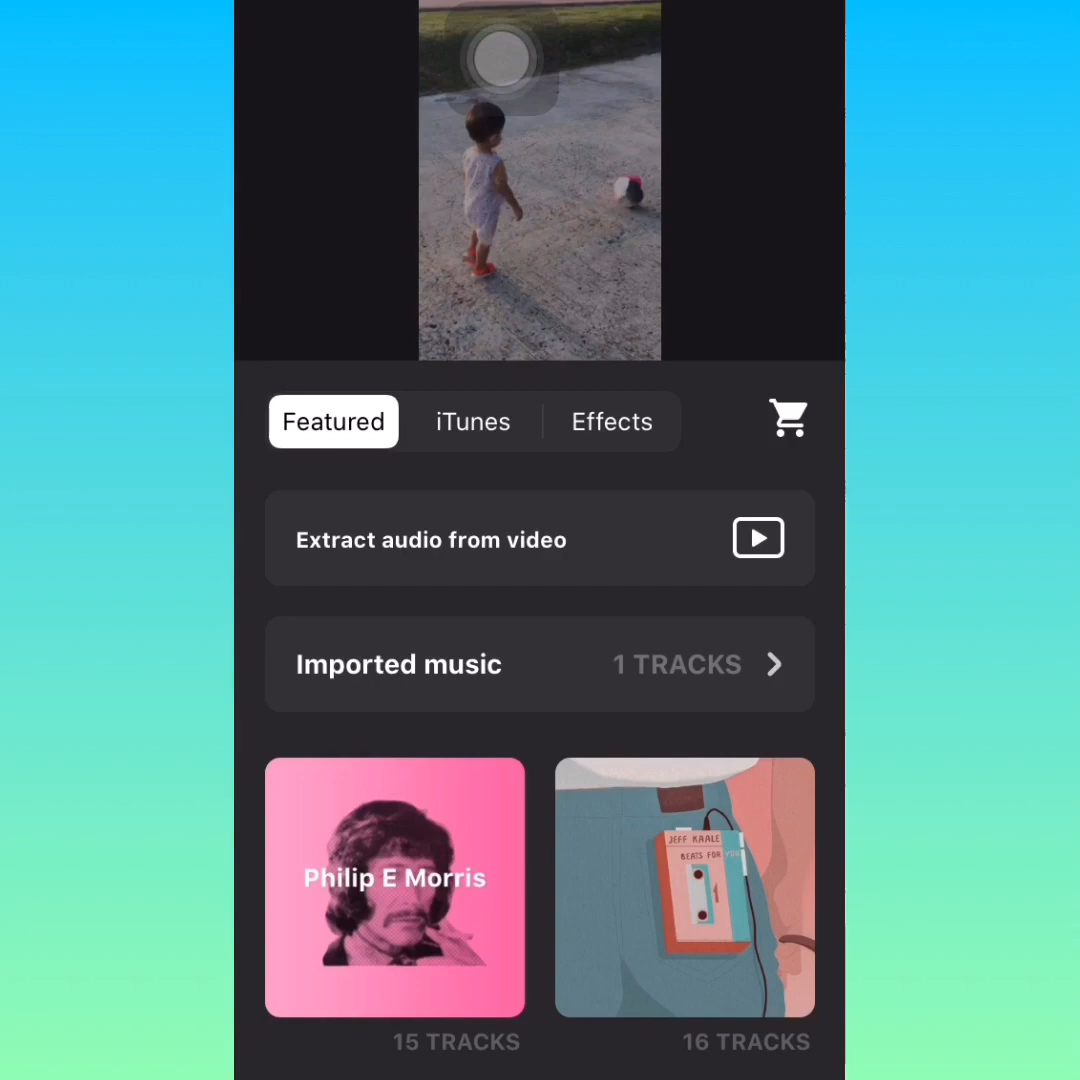 Featured
iTunes
Effects
Extract audio from video
Imported music
1 TRACKS
Philip E Morris
JEFF KAALE
BEATS FOR YOU
15 TRACKS
16 TRACKS